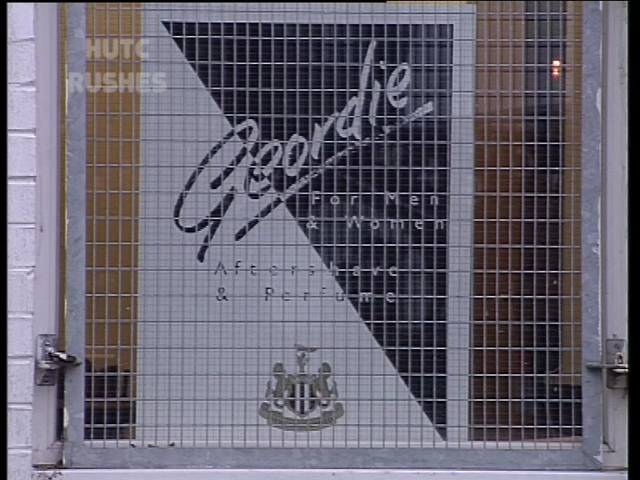 HUTC
RUSHES
Geordie
For Men
& Women
Aftershave
& Perfume